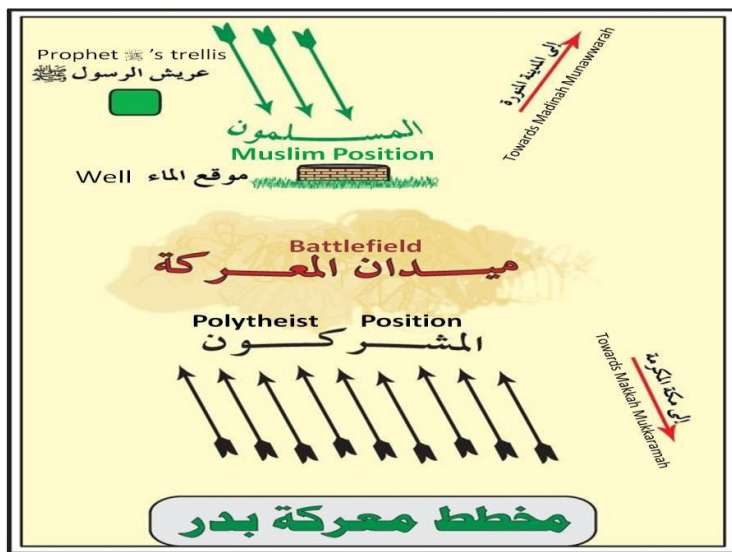 Prophet ﷺ's trellis
عريش الرسول ﷺ
إلى المدينة المنورة
Towards Madinah Munawwarah
المسلمون
Muslim Position
Well موقع الماء
Battlefield
ميدان المعركة
Polytheist Position
المشركون
إلى مكة المكرمة
Towards Makkah Mukkaramah
مخطط معركة بدر